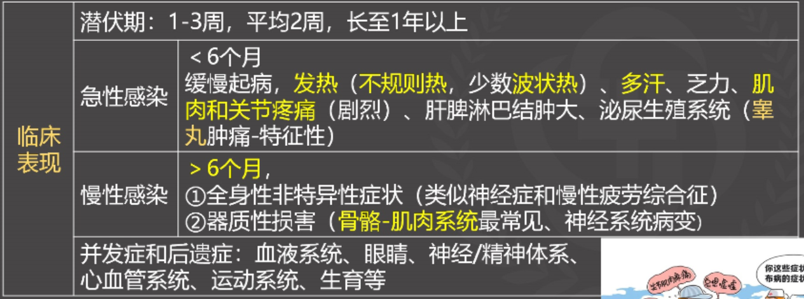 潜伏期：1-3周，平均2周，长至1年以上
临床
表现
急性感染
＜6个月
缓慢起病，发热（不规则热，少数波状热）、多汗、乏力、肌
肉和关节疼痛（剧烈）、肝脾淋巴结肿大、泌尿生殖系统（睾
丸肿痛-特征性）
慢性感染
＞6个月，
①全身性非特异性症状（类似神经症和慢性疲劳综合征）
②器质性损害（骨骼-肌肉系统最常见、神经系统病变）
并发症和后遗症：血液系统、眼睛、神经/精神体系、
心血管系统、运动系统、生育等
你这些症状
布病的症状